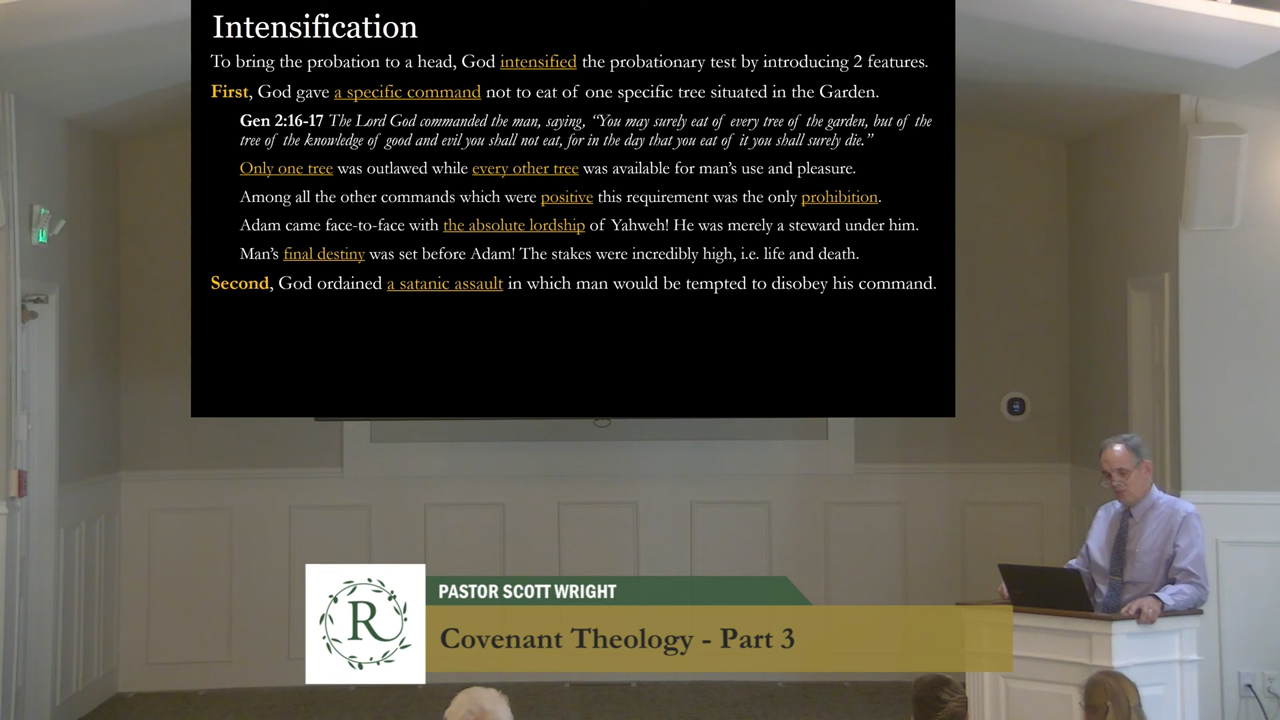 Intensification
To bring the probation to a head, God intensified the probationary test by introducing 2 features.
First, God gave a specific command not to eat of one specific tree situated in the Garden.
Gen 2:16-17 The Lord God commanded the man, saying, “You may surely eat of every tree of the garden, but of the
tree of the knowledge of good and evil you shall not eat, for in the day that you eat of it you shall surely die.”
Only one tree was outlawed while every other tree was available for man’s use and pleasure.
Among all the other commands which were positive this requirement was the only prohibition.
Adam came face-to-face with the absolute lordship of Yahweh! He was merely a steward under him.
Man’s final destiny was set before Adam! The stakes were incredibly high, i.e. life and death.
Second, God ordained a satanic assault in which man would be tempted to disobey his command.
R
PASTOR SCOTT WRIGHT
Covenant Theology - Part 3